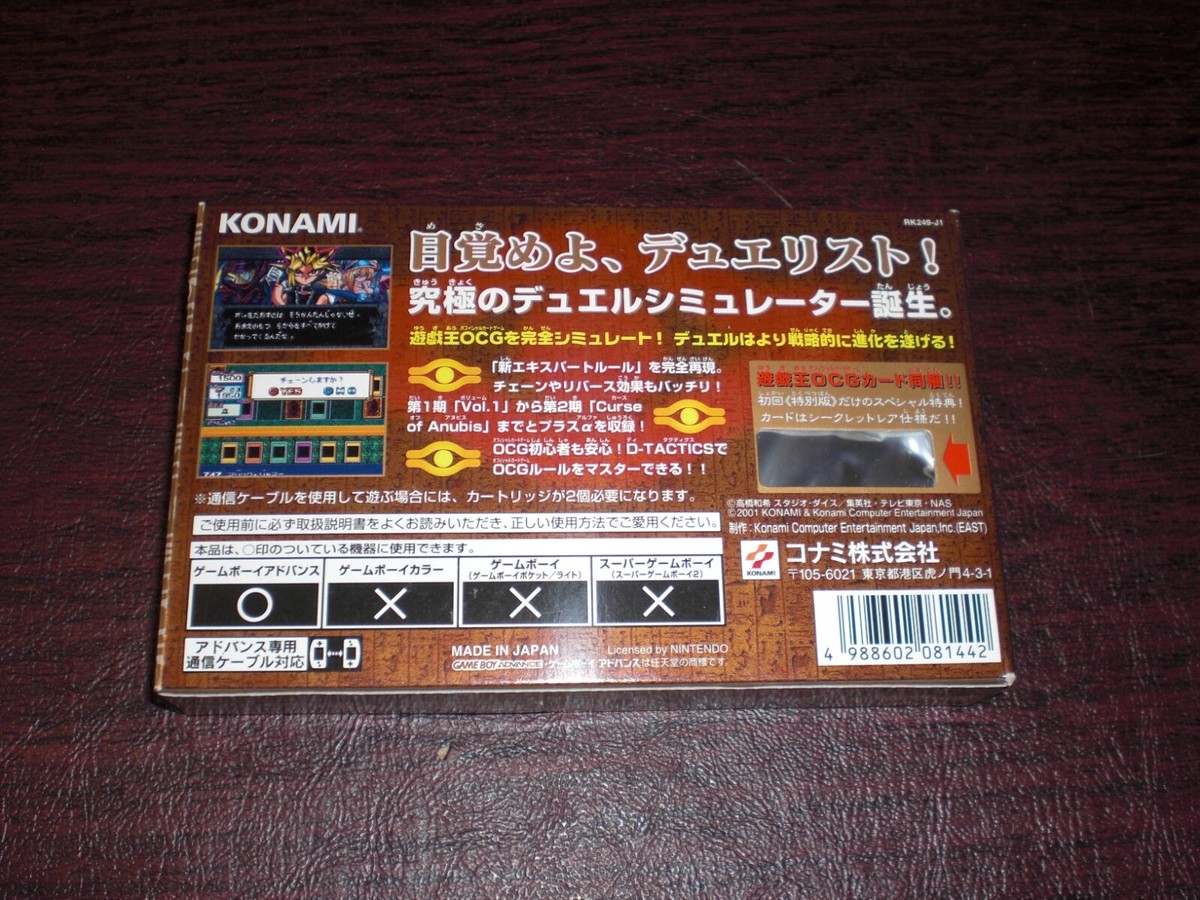 KONAMI
RK249-J1
目覚めよ、デュエリスト!
究極のデュエルシミュレーター誕生。
遊戯王OCGを完全シミュレート! デュエルはより戦略的に進化を遂げる!
「新エキスパートルール」を完全再現。
チェーンやリバース効果もバッチリ!
第1期「Vol.1」から第2期「Curse
of Anubis」までとプラスαを収録!
OCG初心者も安心!D-TACTICSで
OCGルールをマスターできる!!
チェーンしますか?
YES
NO
遊戯王OCGカード同梱!!
初回《特別版》だけのスペシャル特典!
カードはシークレットレア仕様だ!!
※通信ケーブルを使用して遊ぶ場合には、カートリッジが2個必要になります。
ご使用前に必ず取扱説明書をよくお読みいただき、正しい使用方法でご愛用ください。
本品は、○印のついている機器に使用できます。
ゲームボーイアドバンス
ゲームボーイカラー
ゲームボーイ
(ゲームボーイポケット/ライト)
スーパーゲームボーイ
(スーパーゲームボーイ2)
○ × × ×
アドバンス専用
通信ケーブル対応
MADE IN JAPAN
Licensed by NINTENDO
GAME BOY ADVANCE・ゲームボーイアドバンスは任天堂の商標です。
©高橋和希 スタジオ・ダイス/集英社・テレビ東京・NAS
©2001 KONAMI & Konami Computer Entertainment Japan
制作:Konami Computer Entertainment Japan,Inc.(EAST)
KONAMI
コナミ株式会社
〒105-6021 東京都港区虎ノ門4-3-1
4 988602 081442